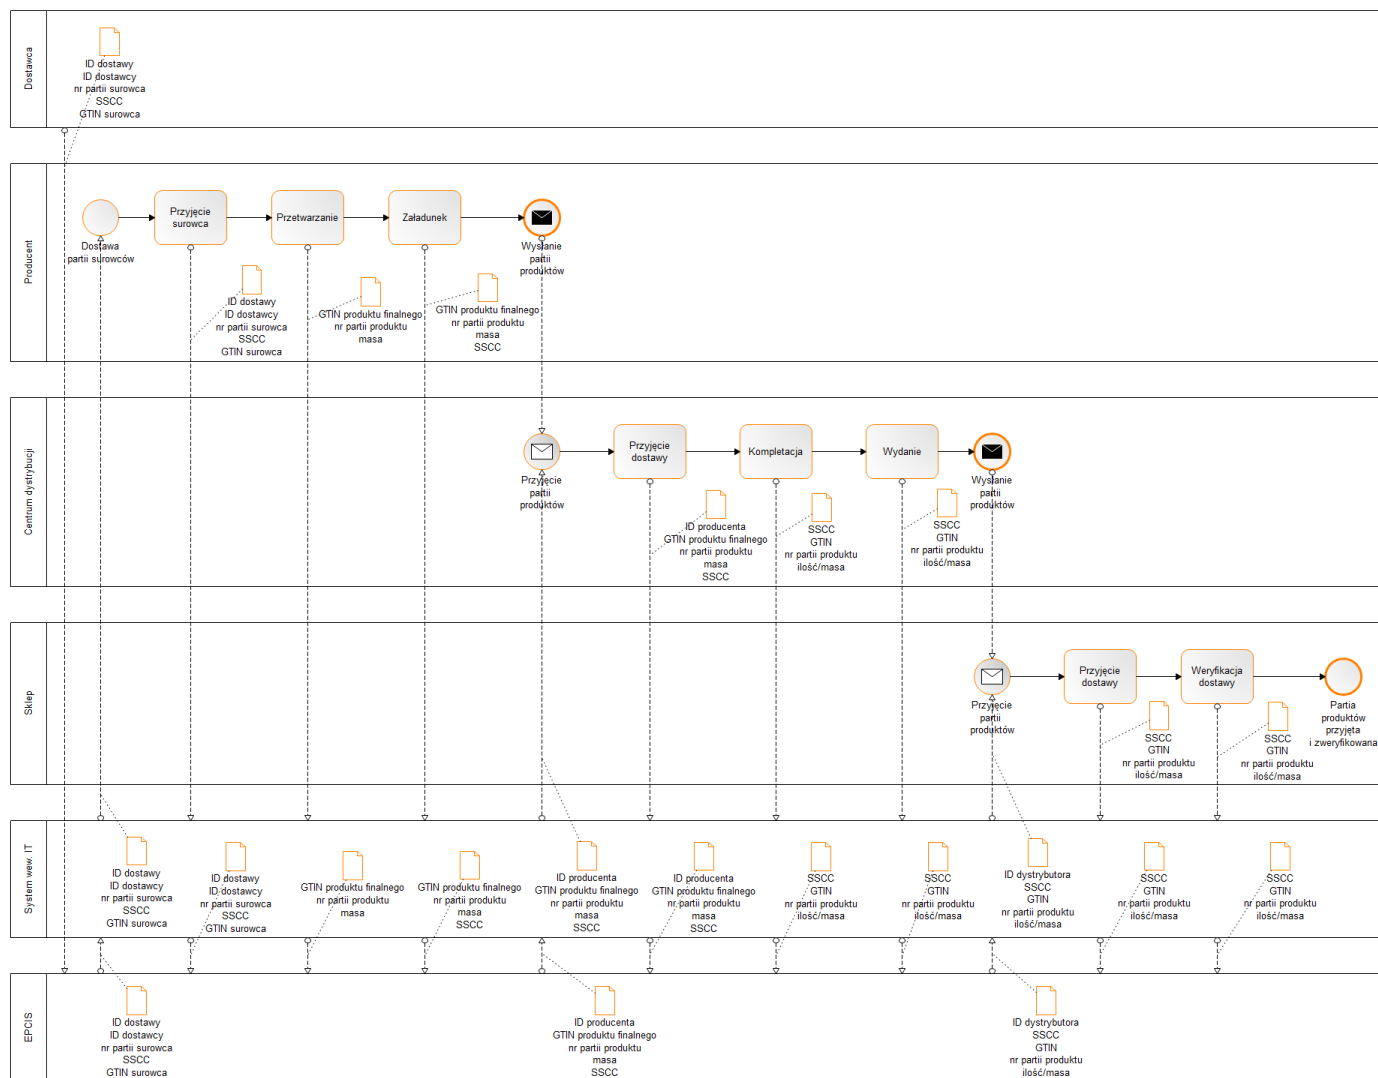 Dostawca
ID dostawy
ID dostawcy
nr partii surowca
SSCC
GTIN surowca
Producent
Dostawa
partii surowców
Przyjęcie
surowca
Przetwarzanie
Załadunek
Wysłanie
partii
produktów
ID dostawy
ID dostawcy
nr partii surowca
SSCC
GTIN surowca
GTIN produktu finalnego
nr partii produktu
masa
GTIN produktu finalnego
nr partii produktu
masa
SSCC
Centrum dystrybucji
Przyjęcie
partii
produktów
Przyjęcie
dostawy
Kompletacja
Wydanie
Wysłanie
partii
produktów
ID producenta
GTIN produktu finalnego
nr partii produktu
masa
SSCC
SSCC
GTIN
nr partii produktu
ilość/masa
SSCC
GTIN
nr partii produktu
ilość/masa
Sklep
Przyjęcie
partii
produktów
Przyjęcie
dostawy
Weryfikacja
dostawy
Partia
produktów
przyjęta
i zweryfikowana
SSCC
GTIN
nr partii produktu
ilość/masa
SSCC
GTIN
nr partii produktu
ilość/masa
System wew. IT
ID dostawy
ID dostawcy
nr partii surowca
SSCC
GTIN surowca
ID dostawy
ID dostawcy
nr partii surowca
SSCC
GTIN surowca
GTIN produktu finalnego
nr partii produktu
masa
GTIN produktu finalnego
nr partii produktu
masa
SSCC
ID producenta
GTIN produktu finalnego
nr partii produktu
masa
SSCC
ID producenta
GTIN produktu finalnego
nr partii produktu
masa
SSCC
SSCC
GTIN
nr partii produktu
ilość/masa
SSCC
GTIN
nr partii produktu
ilość/masa
ID dystrybutora
SSCC
GTIN
nr partii produktu
ilość/masa
SSCC
GTIN
nr partii produktu
ilość/masa
SSCC
GTIN
nr partii produktu
ilość/masa
EPCIS
ID dostawy
ID dostawcy
nr partii surowca
SSCC
GTIN surowca
ID producenta
GTIN produktu finalnego
nr partii produktu
masa
SSCC
ID dystrybutora
SSCC
GTIN
nr partii produktu
ilość/masa